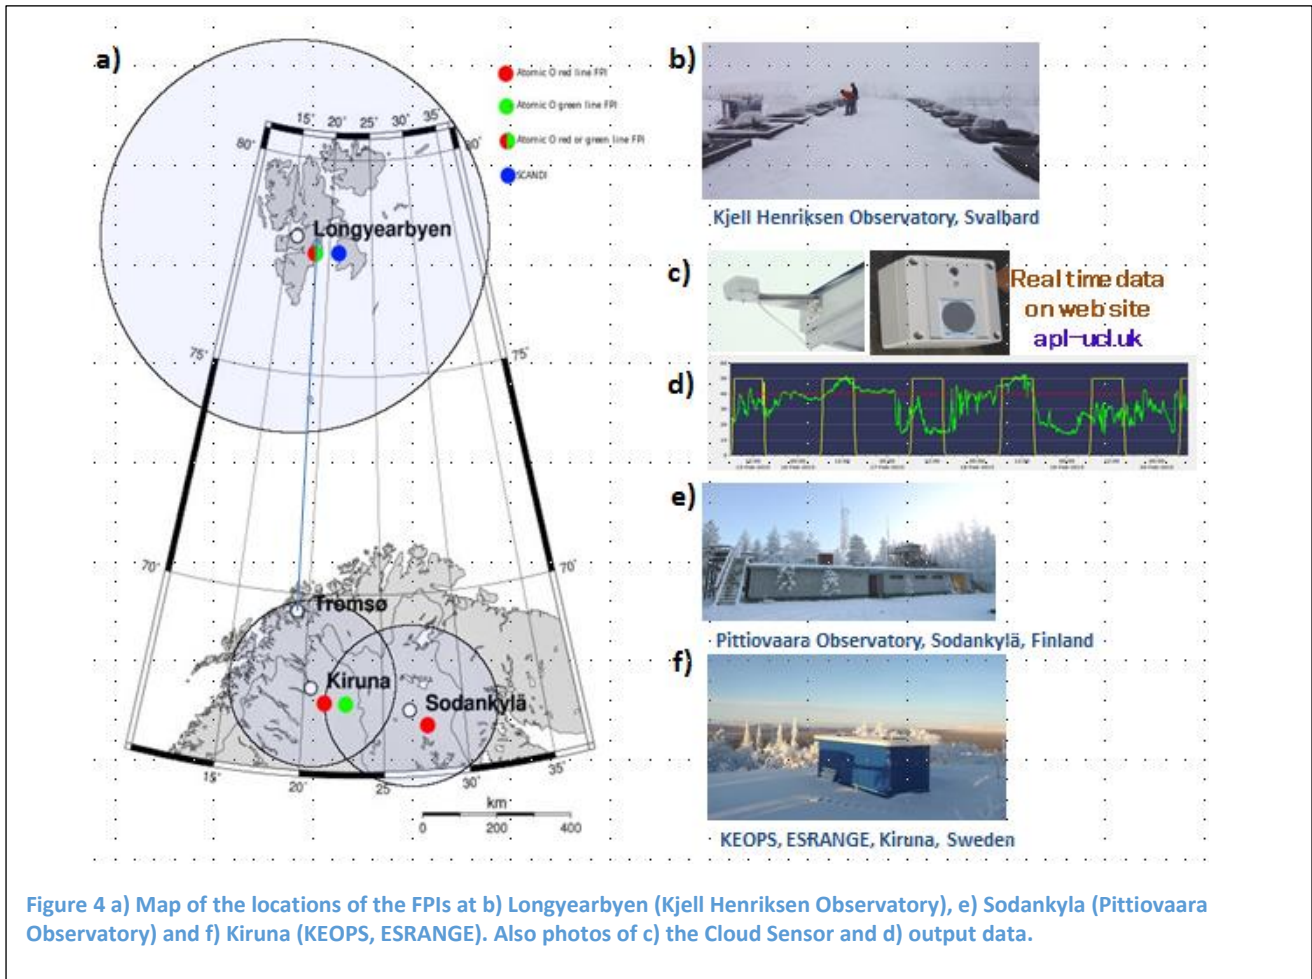 a)
Atomic O red line FPI
Atomic O green line FPI
Atomic O red or green line FPI
SCANDI
15° 20° 25° 30° 35°
80° 80°
Longyearbyen
75° 75°
70° 70°
Tromsø
Kiruna
Sodankylä
15° 20° 25° 30° 35°
km
0 200 400
b)
Kjell Henriksen Observatory, Svalbard
c)
Real time data
on web site
apl-ucl.uk
d)
e)
Pittiovaara Observatory, Sodankylä, Finland
f)
KEOPS, ESRANGE, Kiruna, Sweden
Figure 4 a) Map of the locations of the FPIs at b) Longyearbyen (Kjell Henriksen Observatory), e) Sodankyla (Pittiovaara
Observatory) and f) Kiruna (KEOPS, ESRANGE). Also photos of c) the Cloud Sensor and d) output data.